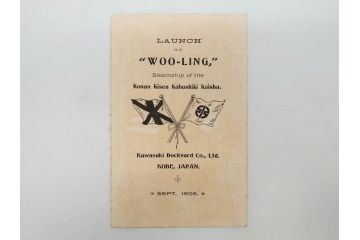 LAUNCH
OF
"WOO-LING,"
Steamship of the
Konan Kisen Kabushiki Kaisha.
Kawasaki Dockyard Co., Ltd.
KOBE, JAPAN.
SEPT. 1906.